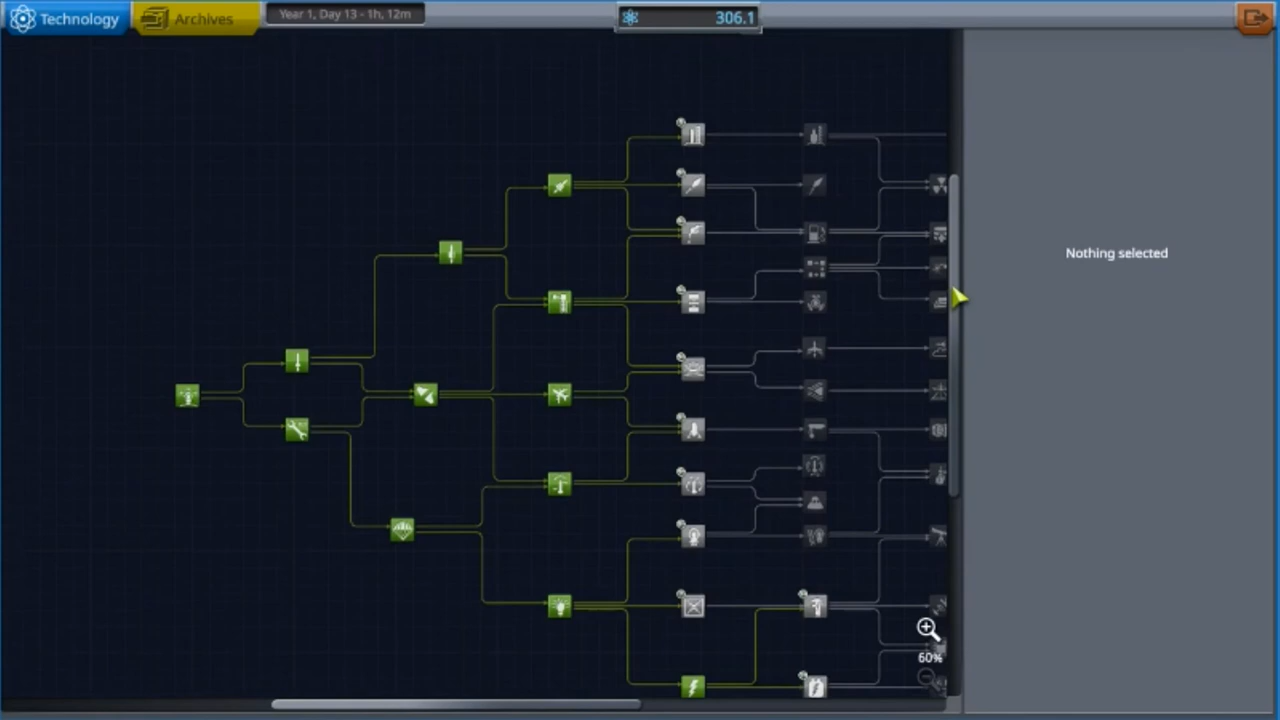 Technology
Archives
Year 1, Day 13 - 1h, 12m
306.1
Nothing selected
60%